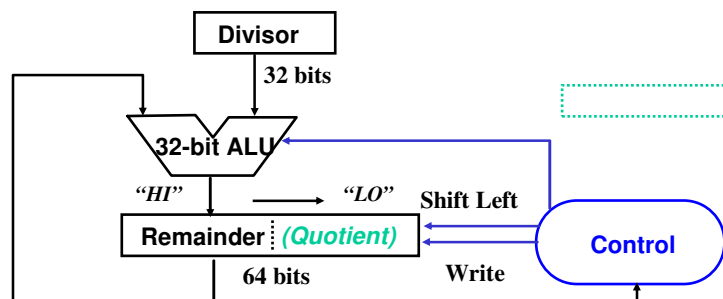 Divisor
32 bits
32-bit ALU
“HI”
“LO”
Shift Left
Remainder (Quotient)
Control
64 bits
Write